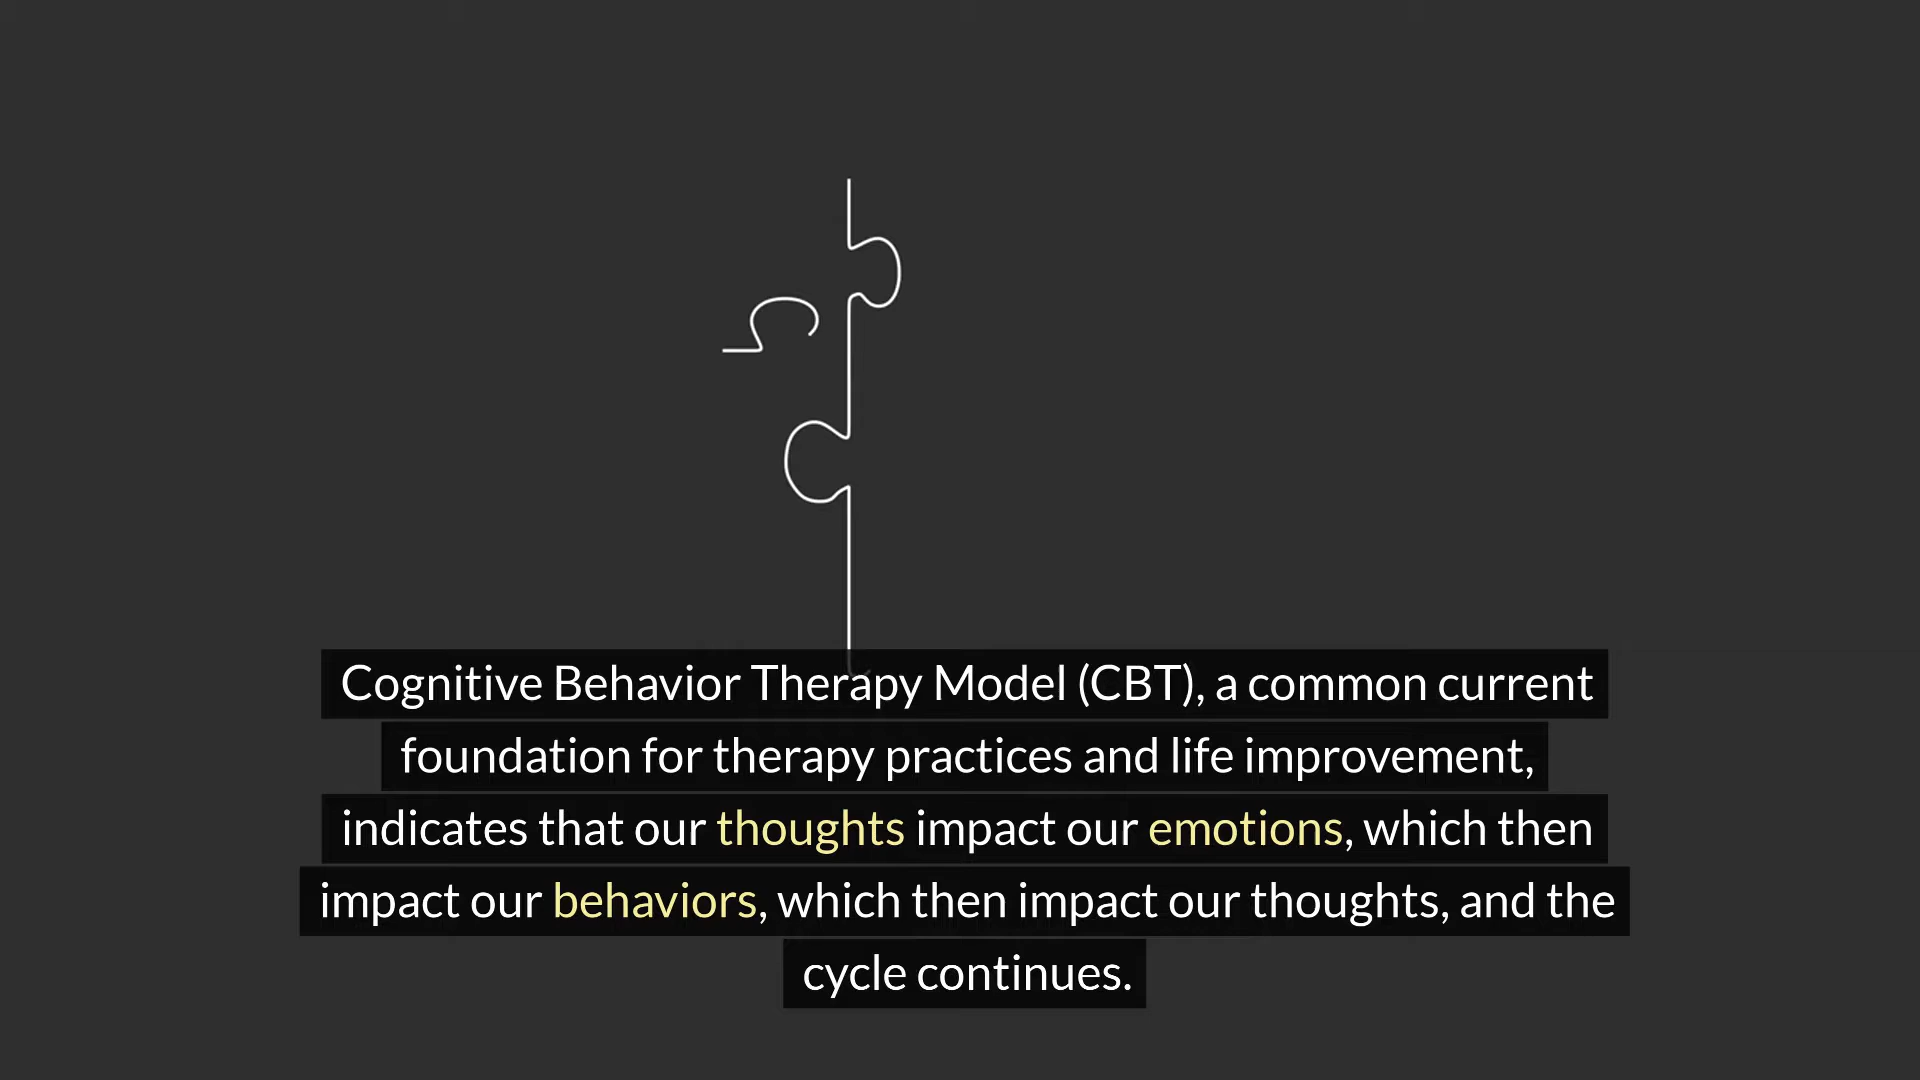 Cognitive Behavior Therapy Model (CBT), a common current
foundation for therapy practices and life improvement,
indicates that our thoughts impact our emotions, which then
impact our behaviors, which then impact our thoughts, and the
cycle continues.